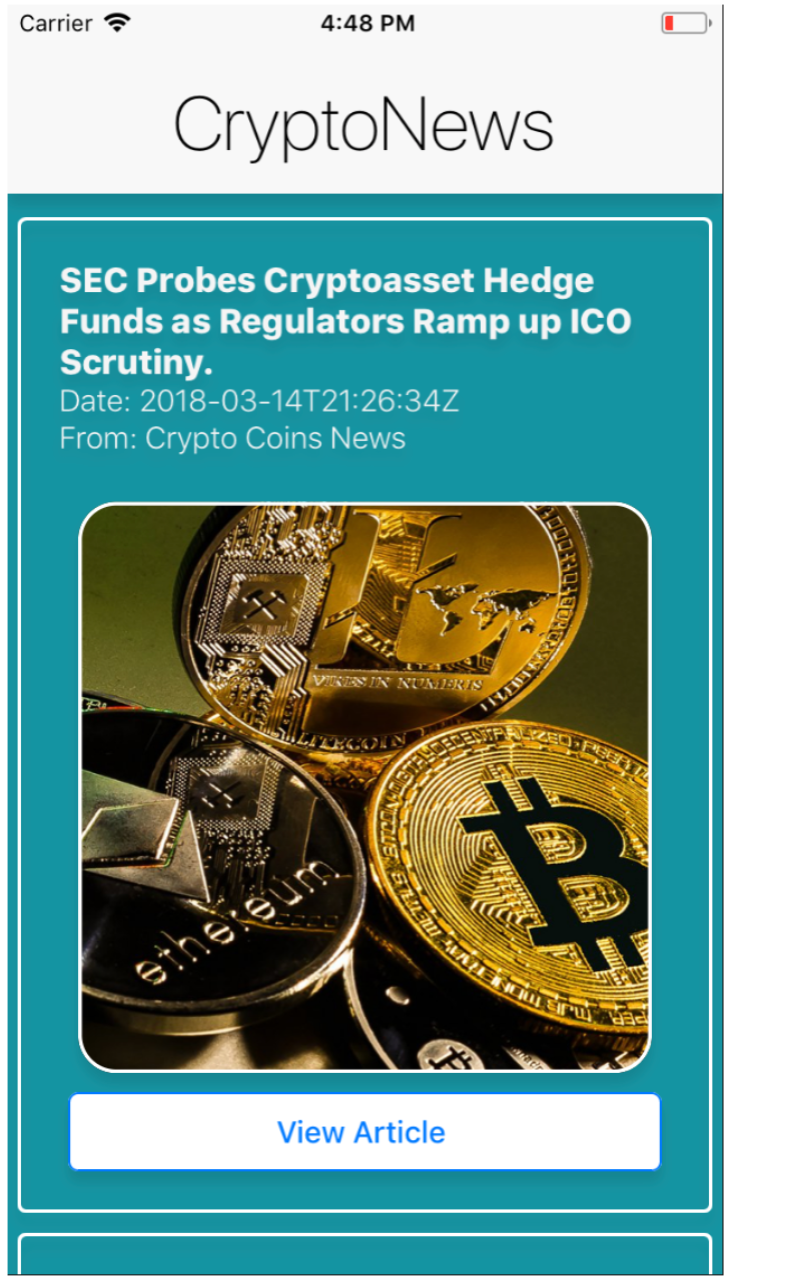 Carrier
4:48 PM
CryptoNews
SEC Probes Cryptoasset Hedge
Funds as Regulators Ramp up ICO
Scrutiny.
Date: 2018-03-14T21:26:34Z
From: Crypto Coins News
VIRES IN NUMERIS
LITECOIN
ethereum
DECENTRALIZED
View Article